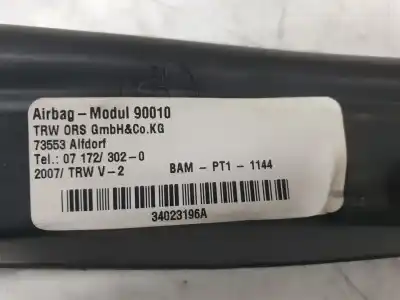 Airbag-Modul 90010
TRW ORS GmbH&Co.KG
73553 Alfdorf
Tel.: 07 172/ 302-0
2007/ TRW V-2 BAM - PT1 - 1144
34023196A